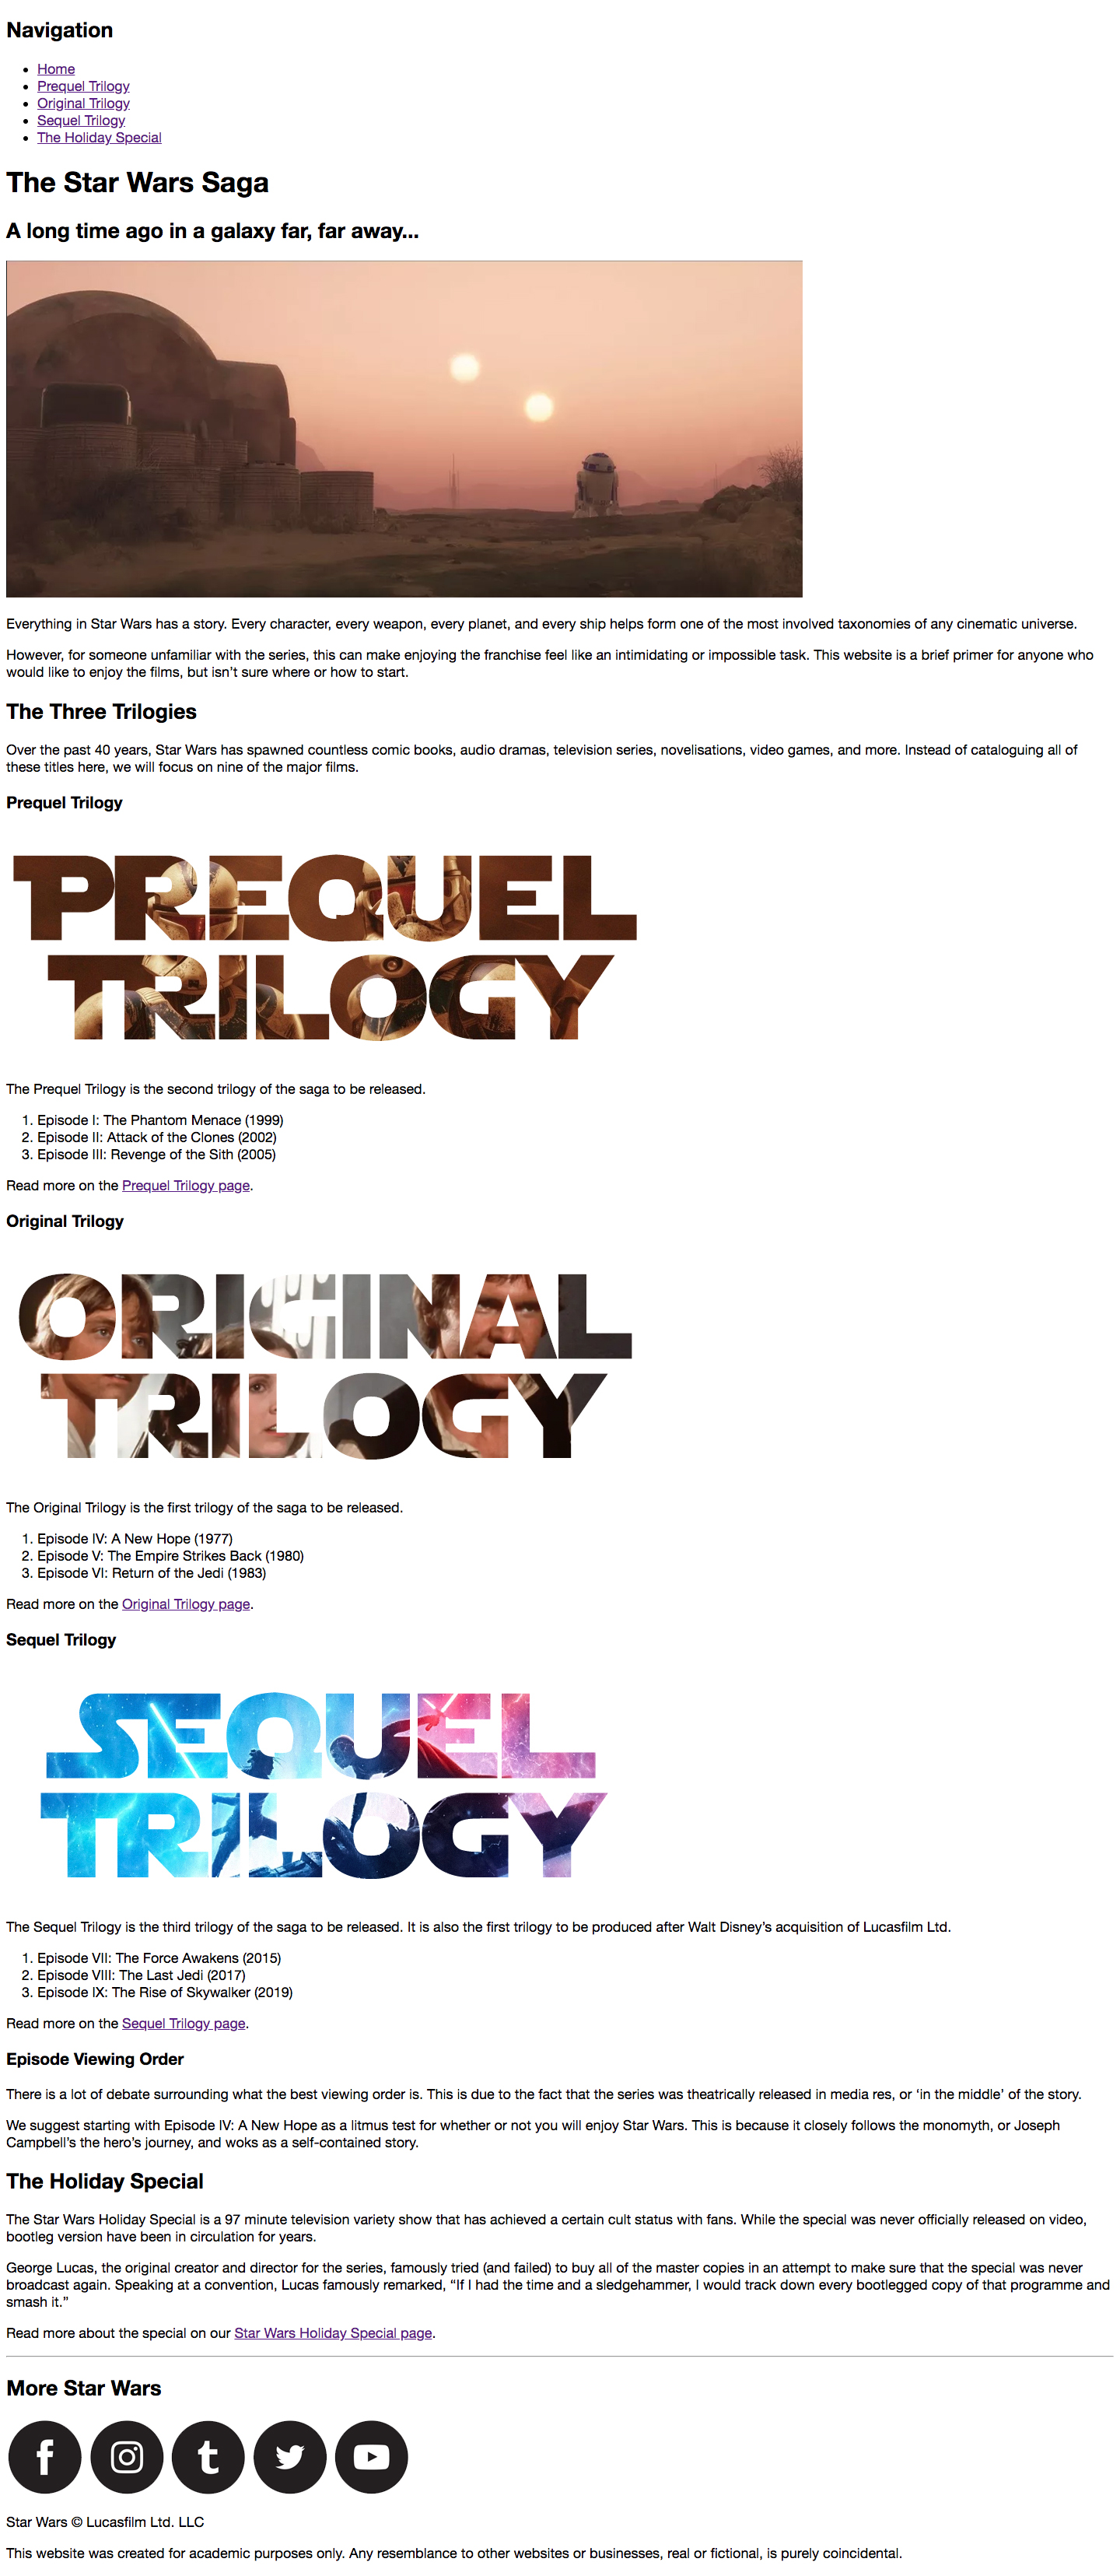 Navigation
Home
Prequel Trilogy
Original Trilogy
Sequel Trilogy
The Holiday Special
The Star Wars Saga
A long time ago in a galaxy far, far away...
Everything in Star Wars has a story. Every character, every weapon, every planet, and every ship helps form one of the most involved taxonomies of any cinematic universe.
However, for someone unfamiliar with the series, this can make enjoying the franchise feel like an intimidating or impossible task. This website is a brief primer for anyone who
would like to enjoy the films, but isn’t sure where or how to start.
The Three Trilogies
Over the past 40 years, Star Wars has spawned countless comic books, audio dramas, television series, novelisations, video games, and more. Instead of cataloguing all of
these titles here, we will focus on nine of the major films.
Prequel Trilogy
PREQUEL
TRILOGY
The Prequel Trilogy is the second trilogy of the saga to be released.
1. Episode I: The Phantom Menace (1999)
2. Episode II: Attack of the Clones (2002)
3. Episode III: Revenge of the Sith (2005)
Read more on the Prequel Trilogy page.
Original Trilogy
ORIGINAL
TRILOGY
The Original Trilogy is the first trilogy of the saga to be released.
1. Episode IV: A New Hope (1977)
2. Episode V: The Empire Strikes Back (1980)
3. Episode VI: Return of the Jedi (1983)
Read more on the Original Trilogy page.
Sequel Trilogy
SEQUEL
TRILOGY
The Sequel Trilogy is the third trilogy of the saga to be released. It is also the first trilogy to be produced after Walt Disney’s acquisition of Lucasfilm Ltd.
1. Episode VII: The Force Awakens (2015)
2. Episode VIII: The Last Jedi (2017)
3. Episode IX: The Rise of Skywalker (2019)
Read more on the Sequel Trilogy page.
Episode Viewing Order
There is a lot of debate surrounding what the best viewing order is. This is due to the fact that the series was theatrically released in media res, or ‘in the middle’ of the story.
We suggest starting with Episode IV: A New Hope as a litmus test for whether or not you will enjoy Star Wars. This is because it closely follows the monomyth, or Joseph
Campbell’s the hero’s journey, and woks as a self-contained story.
The Holiday Special
The Star Wars Holiday Special is a 97 minute television variety show that has achieved a certain cult status with fans. While the special was never officially released on video,
bootleg version have been in circulation for years.
George Lucas, the original creator and director for the series, famously tried (and failed) to buy all of the master copies in an attempt to make sure that the special was never
broadcast again. Speaking at a convention, Lucas famously remarked, “If I had the time and a sledgehammer, I would track down every bootlegged copy of that programme and
smash it.”
Read more about the special on our Star Wars Holiday Special page.
More Star Wars
Star Wars © Lucasfilm Ltd. LLC
This website was created for academic purposes only. Any resemblance to other websites or businesses, real or fictional, is purely coincidental.